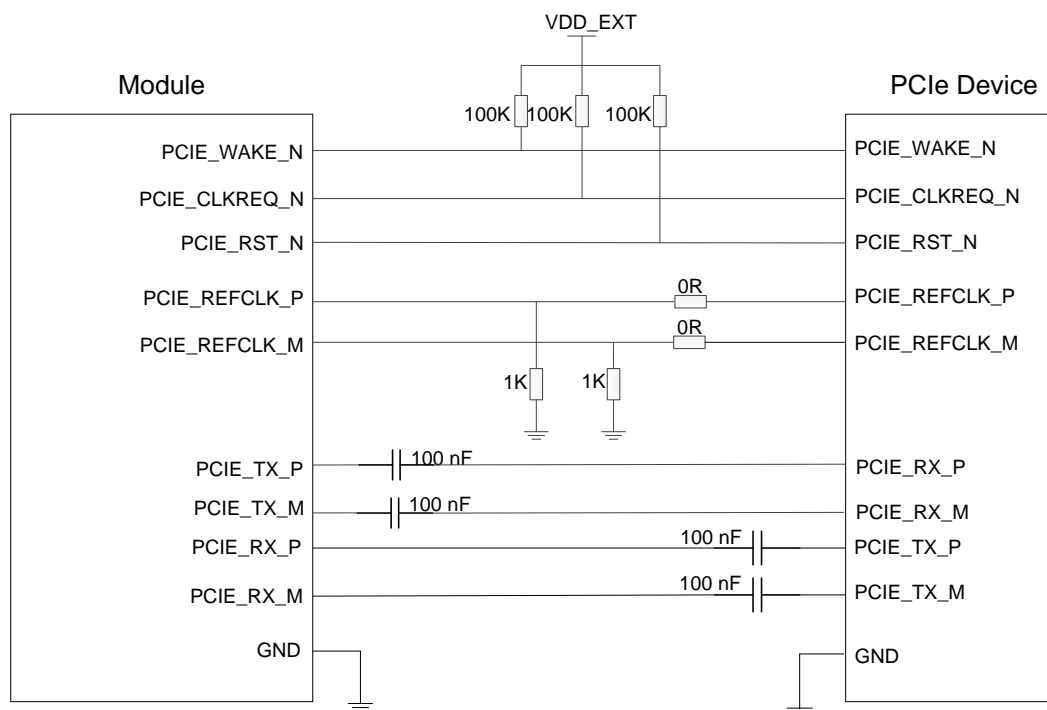 VDD_EXT
Module
PCIe Device
100K
100K
100K
PCIE_WAKE_N
PCIE_WAKE_N
PCIE_CLKREQ_N
PCIE_CLKREQ_N
PCIE_RST_N
PCIE_RST_N
PCIE_REFCLK_P
0R
PCIE_REFCLK_P
PCIE_REFCLK_M
0R
PCIE_REFCLK_M
1K
1K
PCIE_TX_P
100 nF
PCIE_RX_P
PCIE_TX_M
100 nF
PCIE_RX_M
PCIE_RX_P
100 nF
PCIE_TX_P
PCIE_RX_M
100 nF
PCIE_TX_M
GND
GND